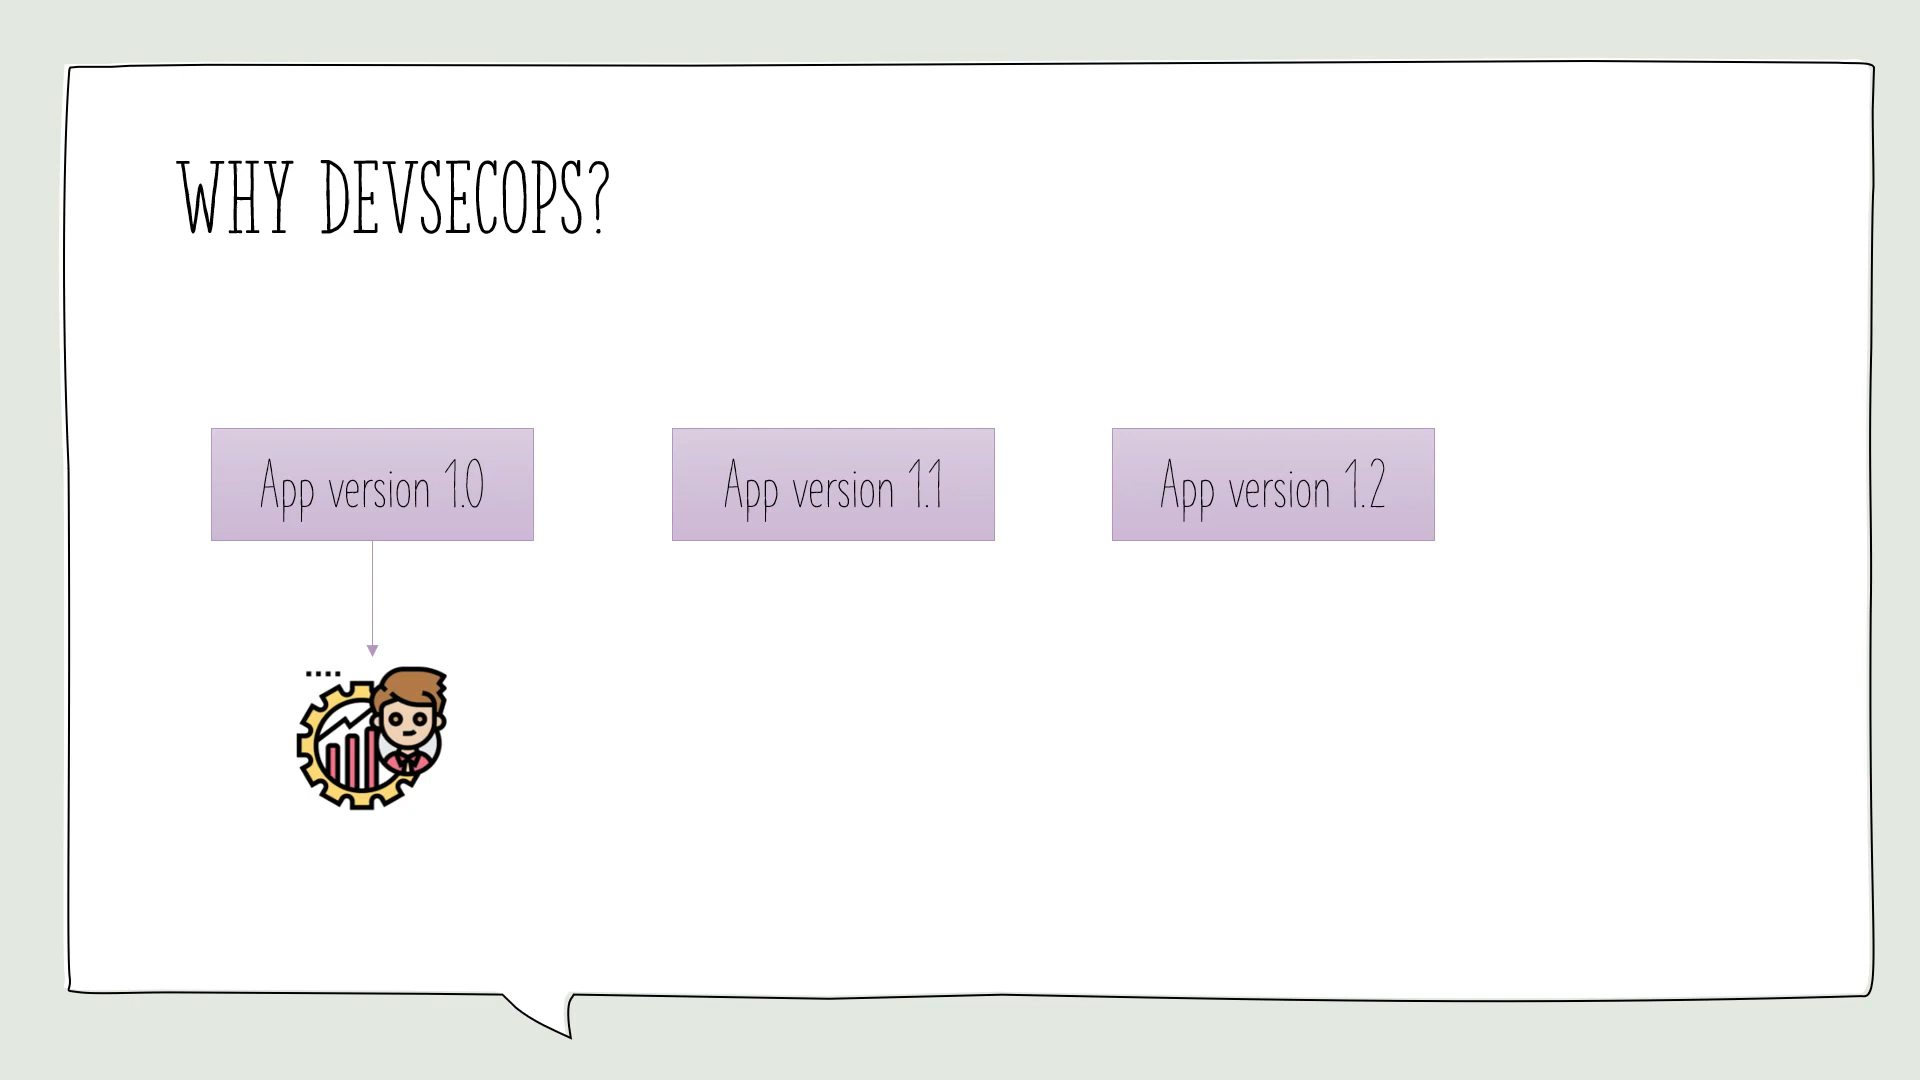 WHY DEVSECOPS?
App version 1.0
App version 1.1
App version 1.2